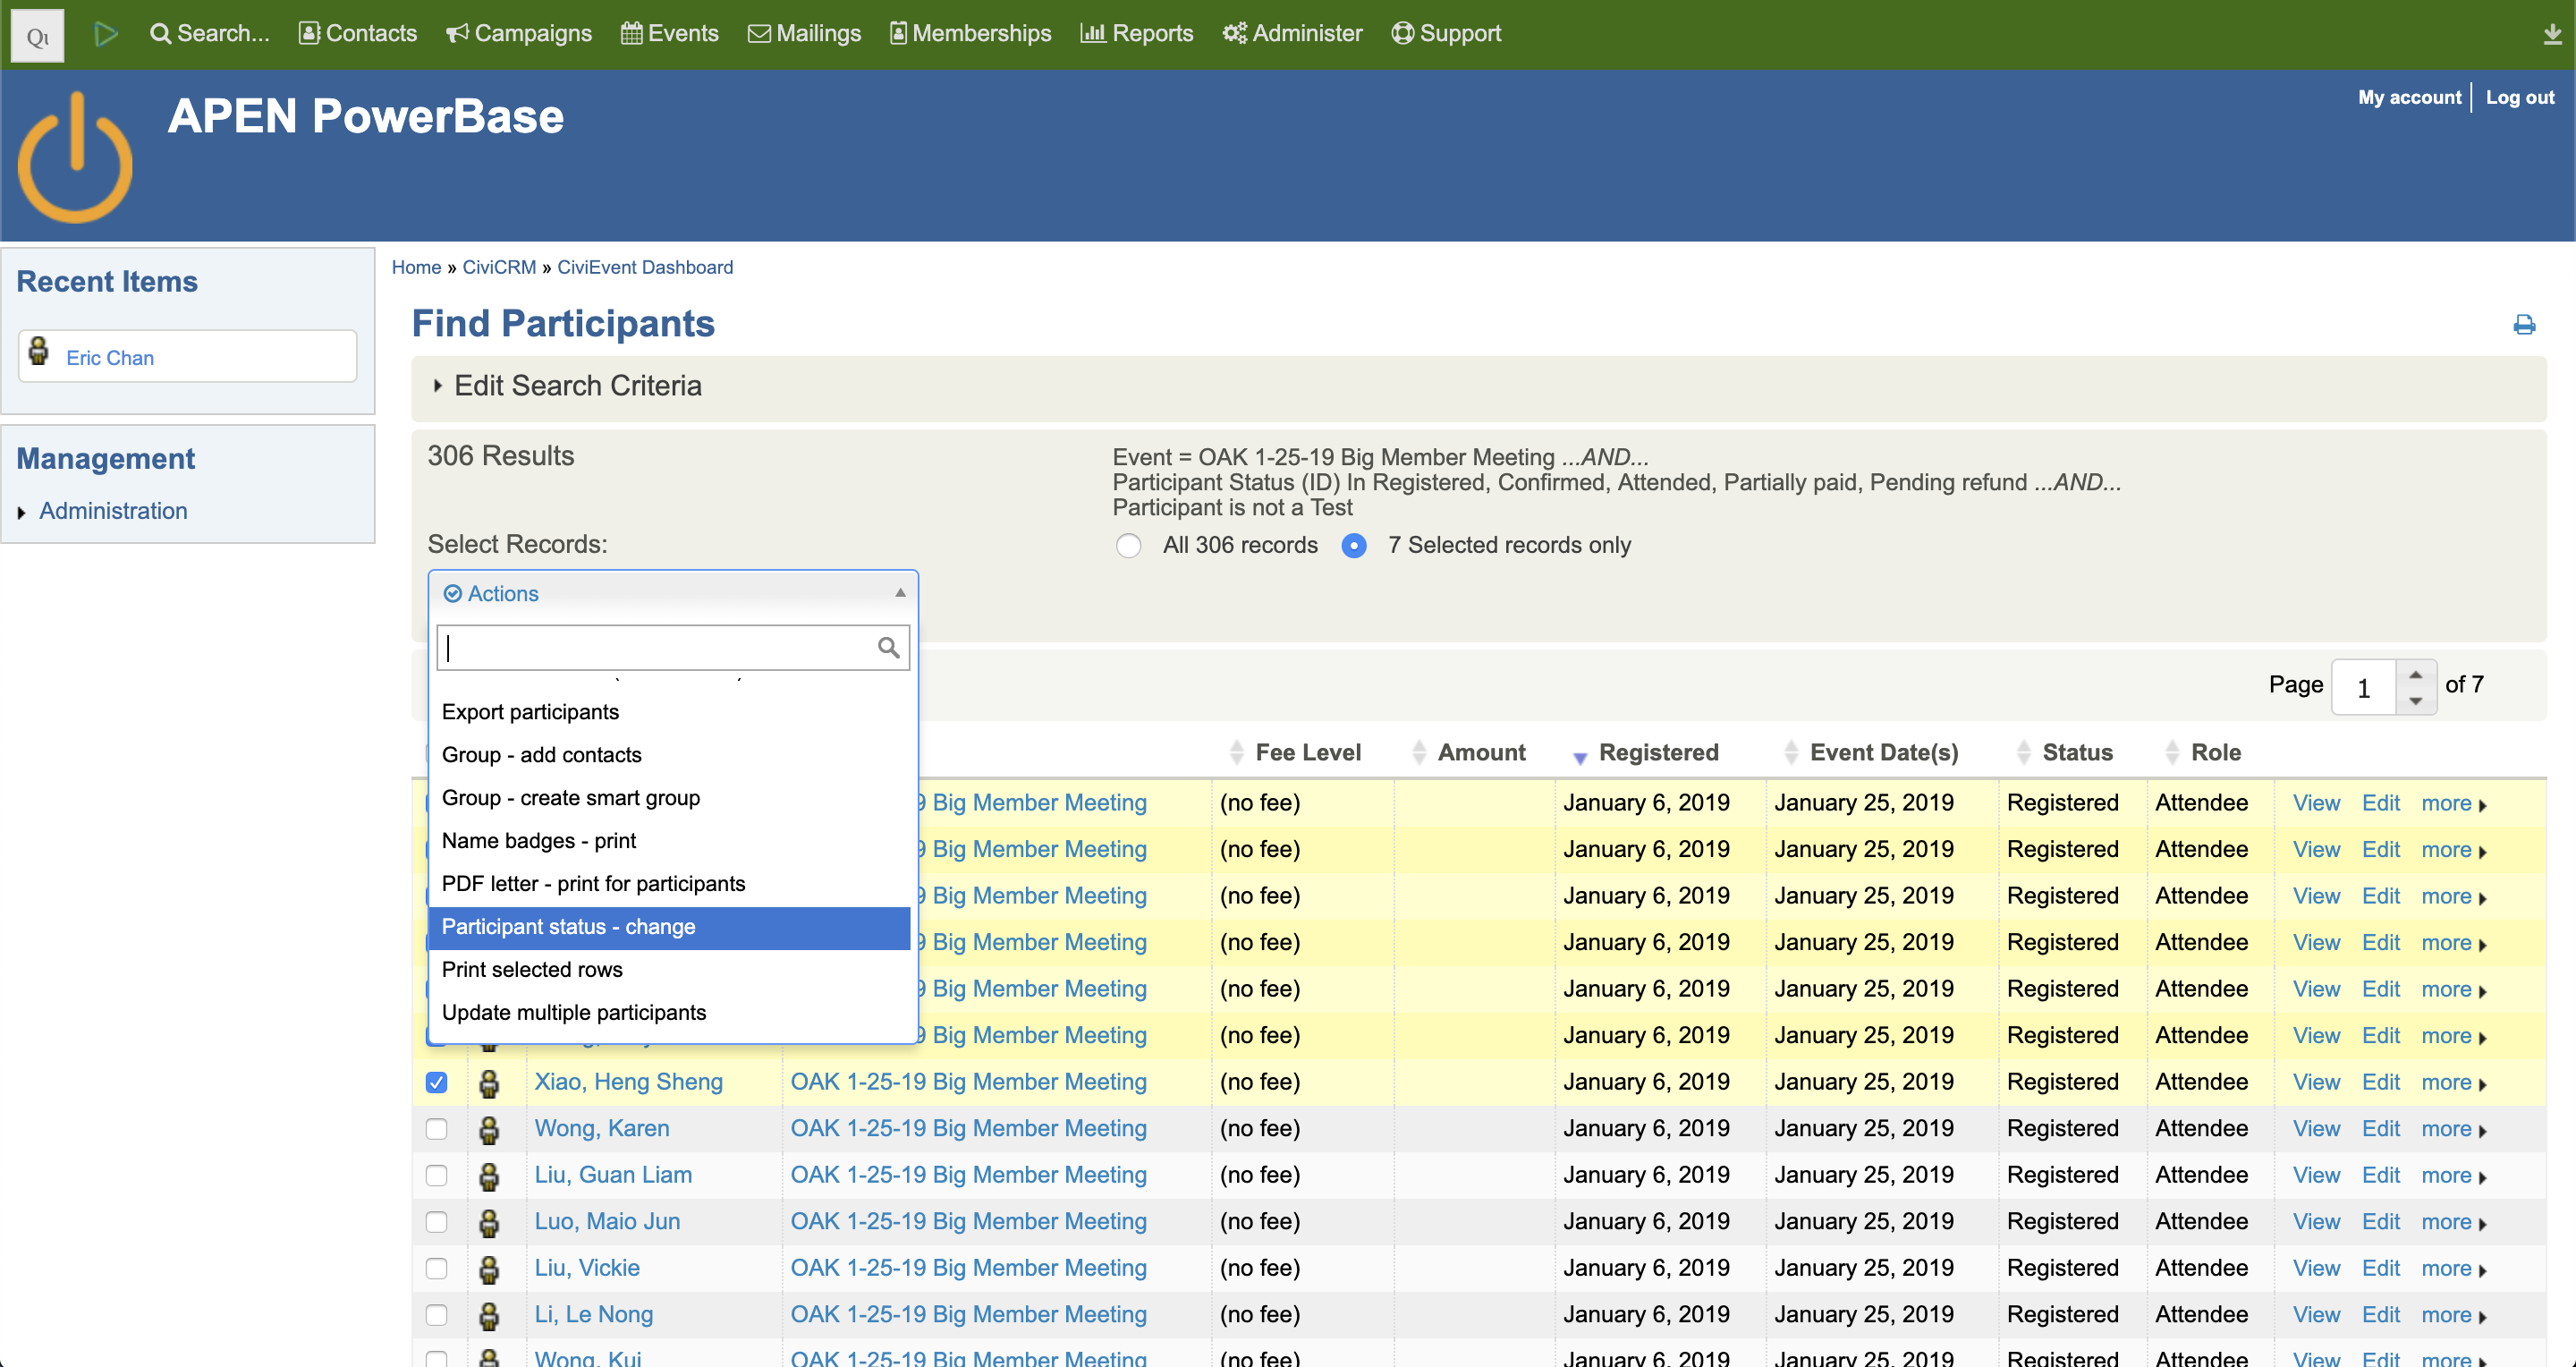 Qu
Search... Contacts Campaigns Events Mailings Memberships Reports Administer Support
APEN PowerBase
My account Log out
Recent Items
Eric Chan
Management
Administration
Home » CiviCRM » CiviEvent Dashboard
Find Participants
Edit Search Criteria
306 Results
Event = OAK 1-25-19 Big Member Meeting ...AND...
Participant Status (ID) In Registered, Confirmed, Attended, Partially paid, Pending refund ...AND...
Participant is not a Test
Select Records: All 306 records 7 Selected records only
Actions
Export participants
Group - add contacts
Group - create smart group
Name badges - print
PDF letter - print for participants
Participant status - change
Print selected rows
Update multiple participants
Page 1 of 7
Fee Level Amount Registered Event Date(s) Status Role
9 Big Member Meeting (no fee) January 6, 2019 January 25, 2019 Registered Attendee View Edit more
9 Big Member Meeting (no fee) January 6, 2019 January 25, 2019 Registered Attendee View Edit more
9 Big Member Meeting (no fee) January 6, 2019 January 25, 2019 Registered Attendee View Edit more
9 Big Member Meeting (no fee) January 6, 2019 January 25, 2019 Registered Attendee View Edit more
9 Big Member Meeting (no fee) January 6, 2019 January 25, 2019 Registered Attendee View Edit more
9 Big Member Meeting (no fee) January 6, 2019 January 25, 2019 Registered Attendee View Edit more
Xiao, Heng Sheng OAK 1-25-19 Big Member Meeting (no fee) January 6, 2019 January 25, 2019 Registered Attendee View Edit more
Wong, Karen OAK 1-25-19 Big Member Meeting (no fee) January 6, 2019 January 25, 2019 Registered Attendee View Edit more
Liu, Guan Liam OAK 1-25-19 Big Member Meeting (no fee) January 6, 2019 January 25, 2019 Registered Attendee View Edit more
Luo, Maio Jun OAK 1-25-19 Big Member Meeting (no fee) January 6, 2019 January 25, 2019 Registered Attendee View Edit more
Liu, Vickie OAK 1-25-19 Big Member Meeting (no fee) January 6, 2019 January 25, 2019 Registered Attendee View Edit more
Li, Le Nong OAK 1-25-19 Big Member Meeting (no fee) January 6, 2019 January 25, 2019 Registered Attendee View Edit more
Wong, Kui OAK 1-25-19 Big Member Meeting (no fee) January 6, 2019 January 25, 2019 Registered Attendee View Edit more